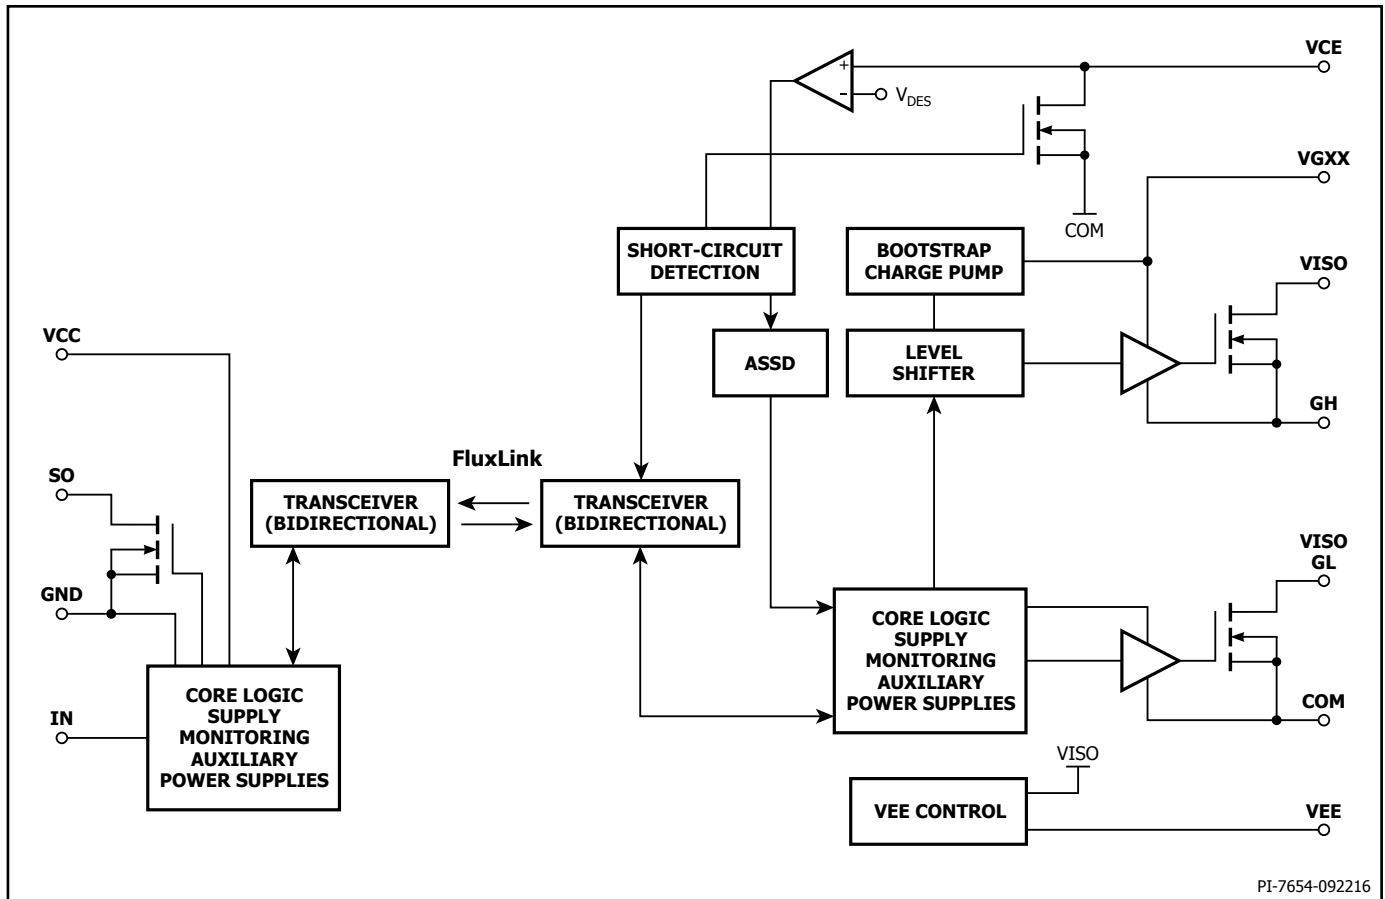 VCE
+
-
VDES
VGXX
COM
SHORT-CIRCUIT
DETECTION
BOOTSTRAP
CHARGE PUMP
VISO
VCC
ASSD
LEVEL
SHIFTER
GH
FluxLink
SO
TRANSCEIVER
(BIDIRECTIONAL)
TRANSCEIVER
(BIDIRECTIONAL)
VISO
GL
GND
CORE LOGIC
SUPPLY
MONITORING
AUXILIARY
POWER SUPPLIES
CORE LOGIC
SUPPLY
MONITORING
AUXILIARY
POWER SUPPLIES
COM
IN
VISO
VEE CONTROL
VEE
PI-7654-092216